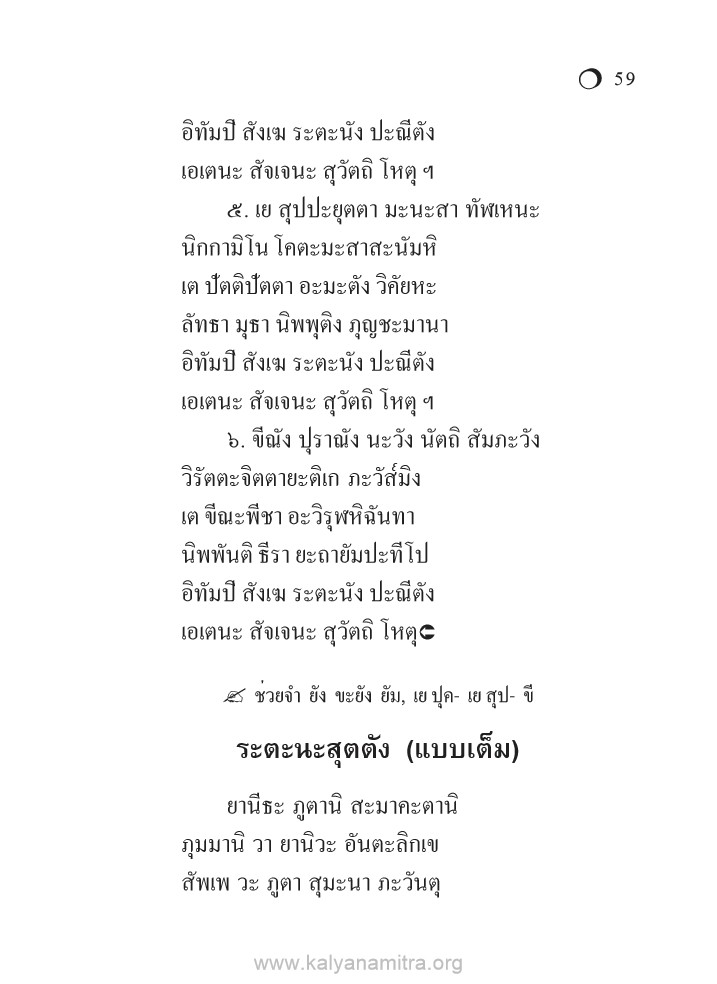 59
อิทัมปิ สังเฆ ระตะนัง ปะณีตัง
เอเตนะ สัจเจนะ สุวัตถิ โหตุ ฯ
๕. เย สุปปะยุตตา มะนะสา ทัฬเหนะ
นิกกามิโน โคตะมะสาสะนัมหิ
เต ปัตติปัตตา อะมะตัง วิคัยหะ
ลัทธา มุธา นิพพุติง ภุญชะมานา
อิทัมปิ สังเฆ ระตะนัง ปะณีตัง
เอเตนะ สัจเจนะ สุวัตถิ โหตุ ฯ
๖. ขีณัง ปุราณัง นะวัง นัตถิ สัมภะวัง
วิรัตตะจิตตายะติเก ภะวัส์มิง
เต ขีณะพีชา อะวิรุฬหิฉันทา
นิพพันติ ธีรา ยะถายัมปะทีโป
อิทัมปิ สังเฆ ระตะนัง ปะณีตัง
เอเตนะ สัจเจนะ สุวัตถิ โหตุ
ช่วยจำ ยัง ขะยัง ยัม, เย ปุค- เย สุป- ขี
ระตะนะสุตตัง (แบบเต็ม)
ยานีธะ ภูตานิ สะมาคะตานิ
ภุมมานิ วา ยานิวะ อันตะลิกเข
สัพเพ วะ ภูตา สุมะนา ภะวันตุ
www.kalyanamitra.org